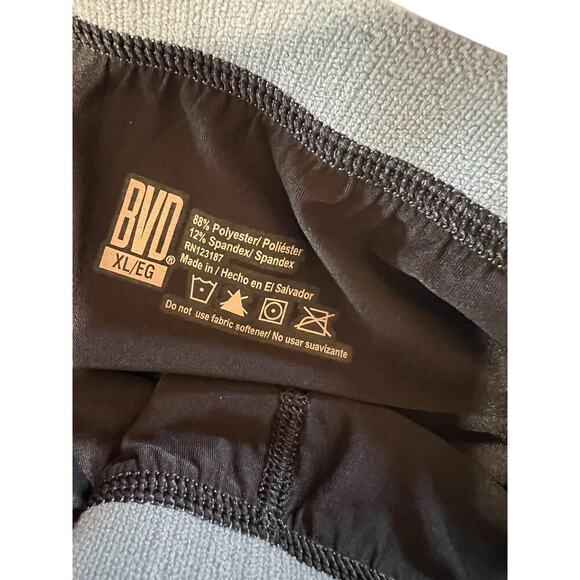 BVD®
XL/EG
88% Polyester/ Poliéster
12% Spandex/ Spandex
RN123187
Made in / Hecho en El Salvador
Do not use fabric softener/ No usar suavizante